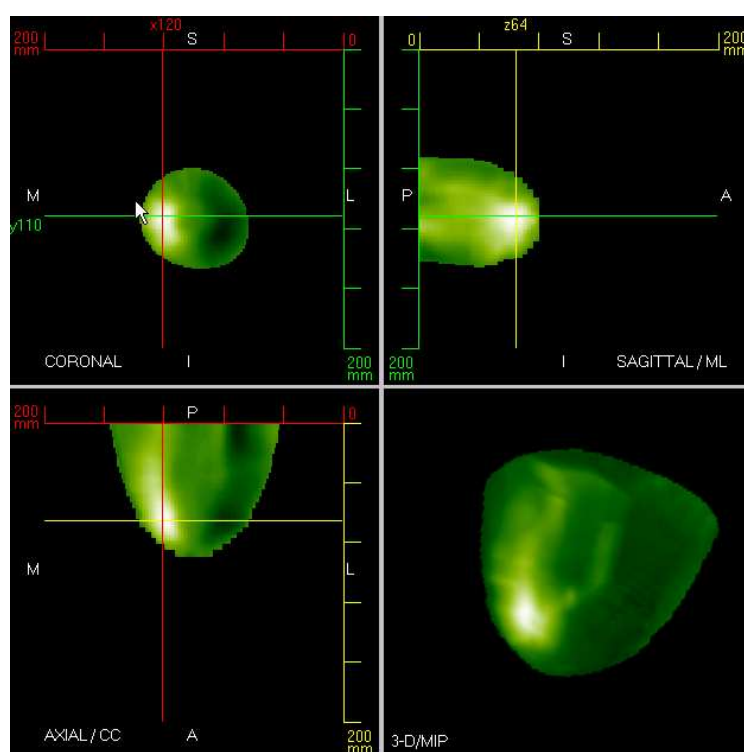 x120
200 mm
S
0
M
L
y110
CORONAL
I
200 mm
z64
0
S
200 mm
P
A
200 mm
I
SAGITTAL / ML
200 mm
P
0
M
L
AXIAL / CC
A
200 mm
3-D/MIP